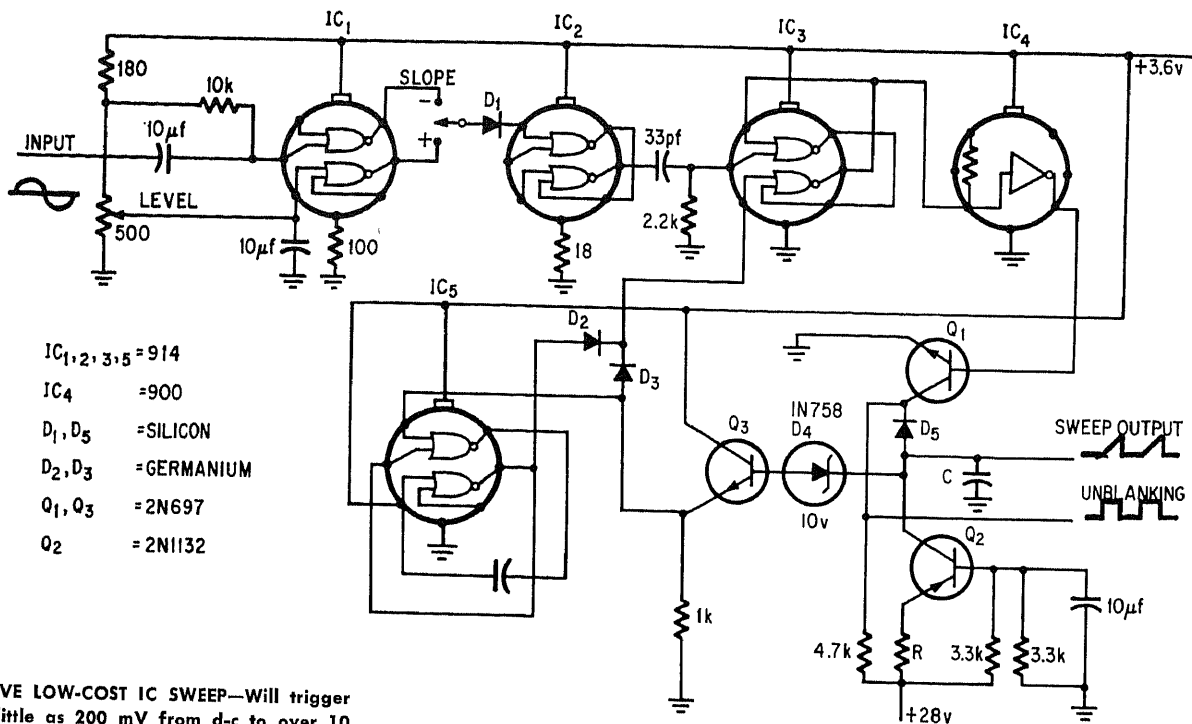 IC1
IC2
IC3
IC4
+3.6v
180
10k
SLOPE
-
+
D1
INPUT
10µf
33pf
LEVEL
500
10µf
100
18
2.2k
IC5
D2
D3
Q1
IC1,2,3,5 = 914
IC4 = 900
D1, D5 = SILICON
D2, D3 = GERMANIUM
Q1, Q3 = 2N697
Q2 = 2N1132
Q3
IN758
D4
10v
D5
SWEEP OUTPUT
C
UNBLANKING
Q2
1k
4.7k
R
3.3k
3.3k
10µf
+28v
VE LOW-COST IC SWEEP—Will trigger
ittle as 200 mV from d-c to over 10